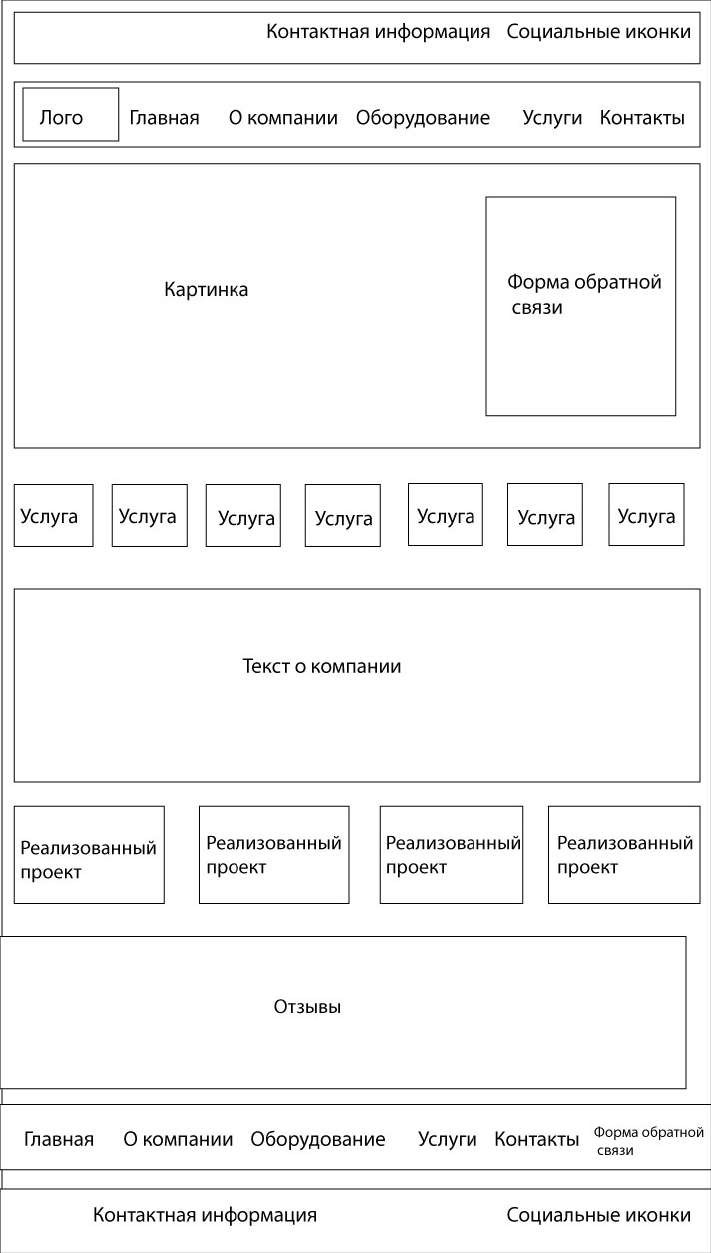 Контактная информация Социальные иконки
Лого Главная О компании Оборудование Услуги Контакты
Картинка
Форма обратной
связи
Услуга Услуга Услуга Услуга Услуга Услуга Услуга
Текст о компании
Реализованный
проект
Реализованный
проект
Реализованный
проект
Реализованный
проект
Отзывы
Главная О компании Оборудование Услуги Контакты
Форма обратной
связи
Контактная информация Социальные иконки